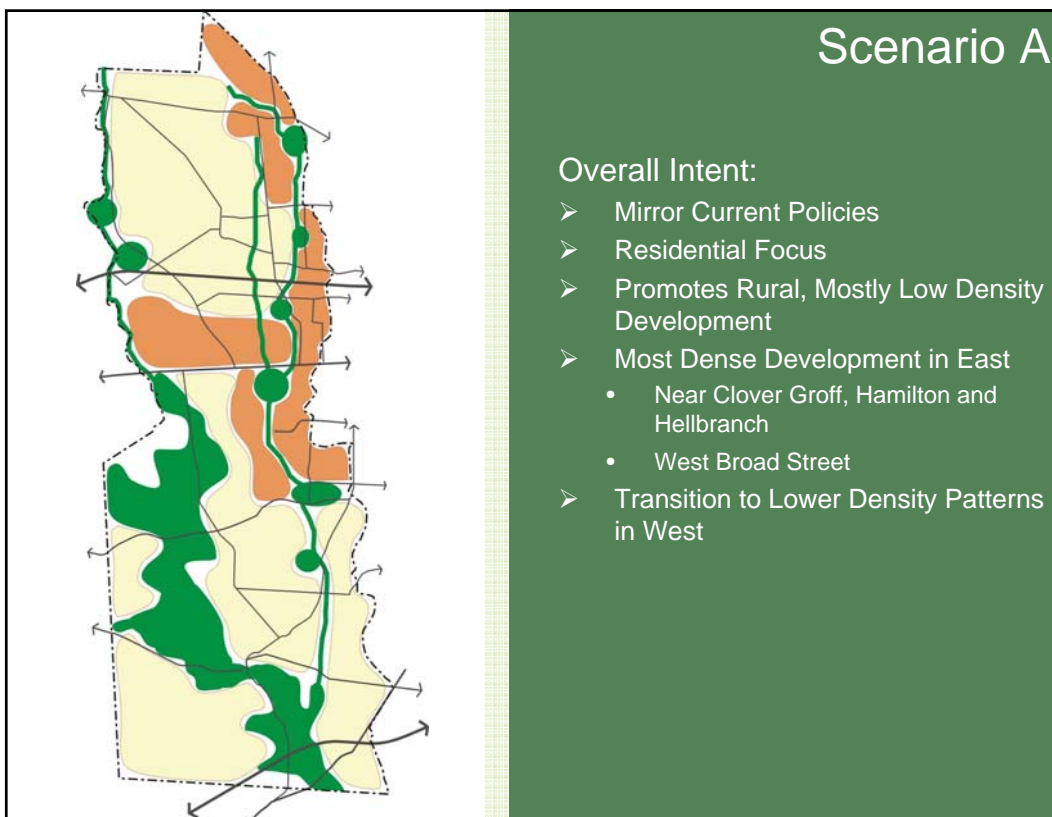 Scenario A
Overall Intent:
➢ Mirror Current Policies
➢ Residential Focus
➢ Promotes Rural, Mostly Low Density
Development
➢ Most Dense Development in East
• Near Clover Groff, Hamilton and
Hellbranch
• West Broad Street
➢ Transition to Lower Density Patterns
in West